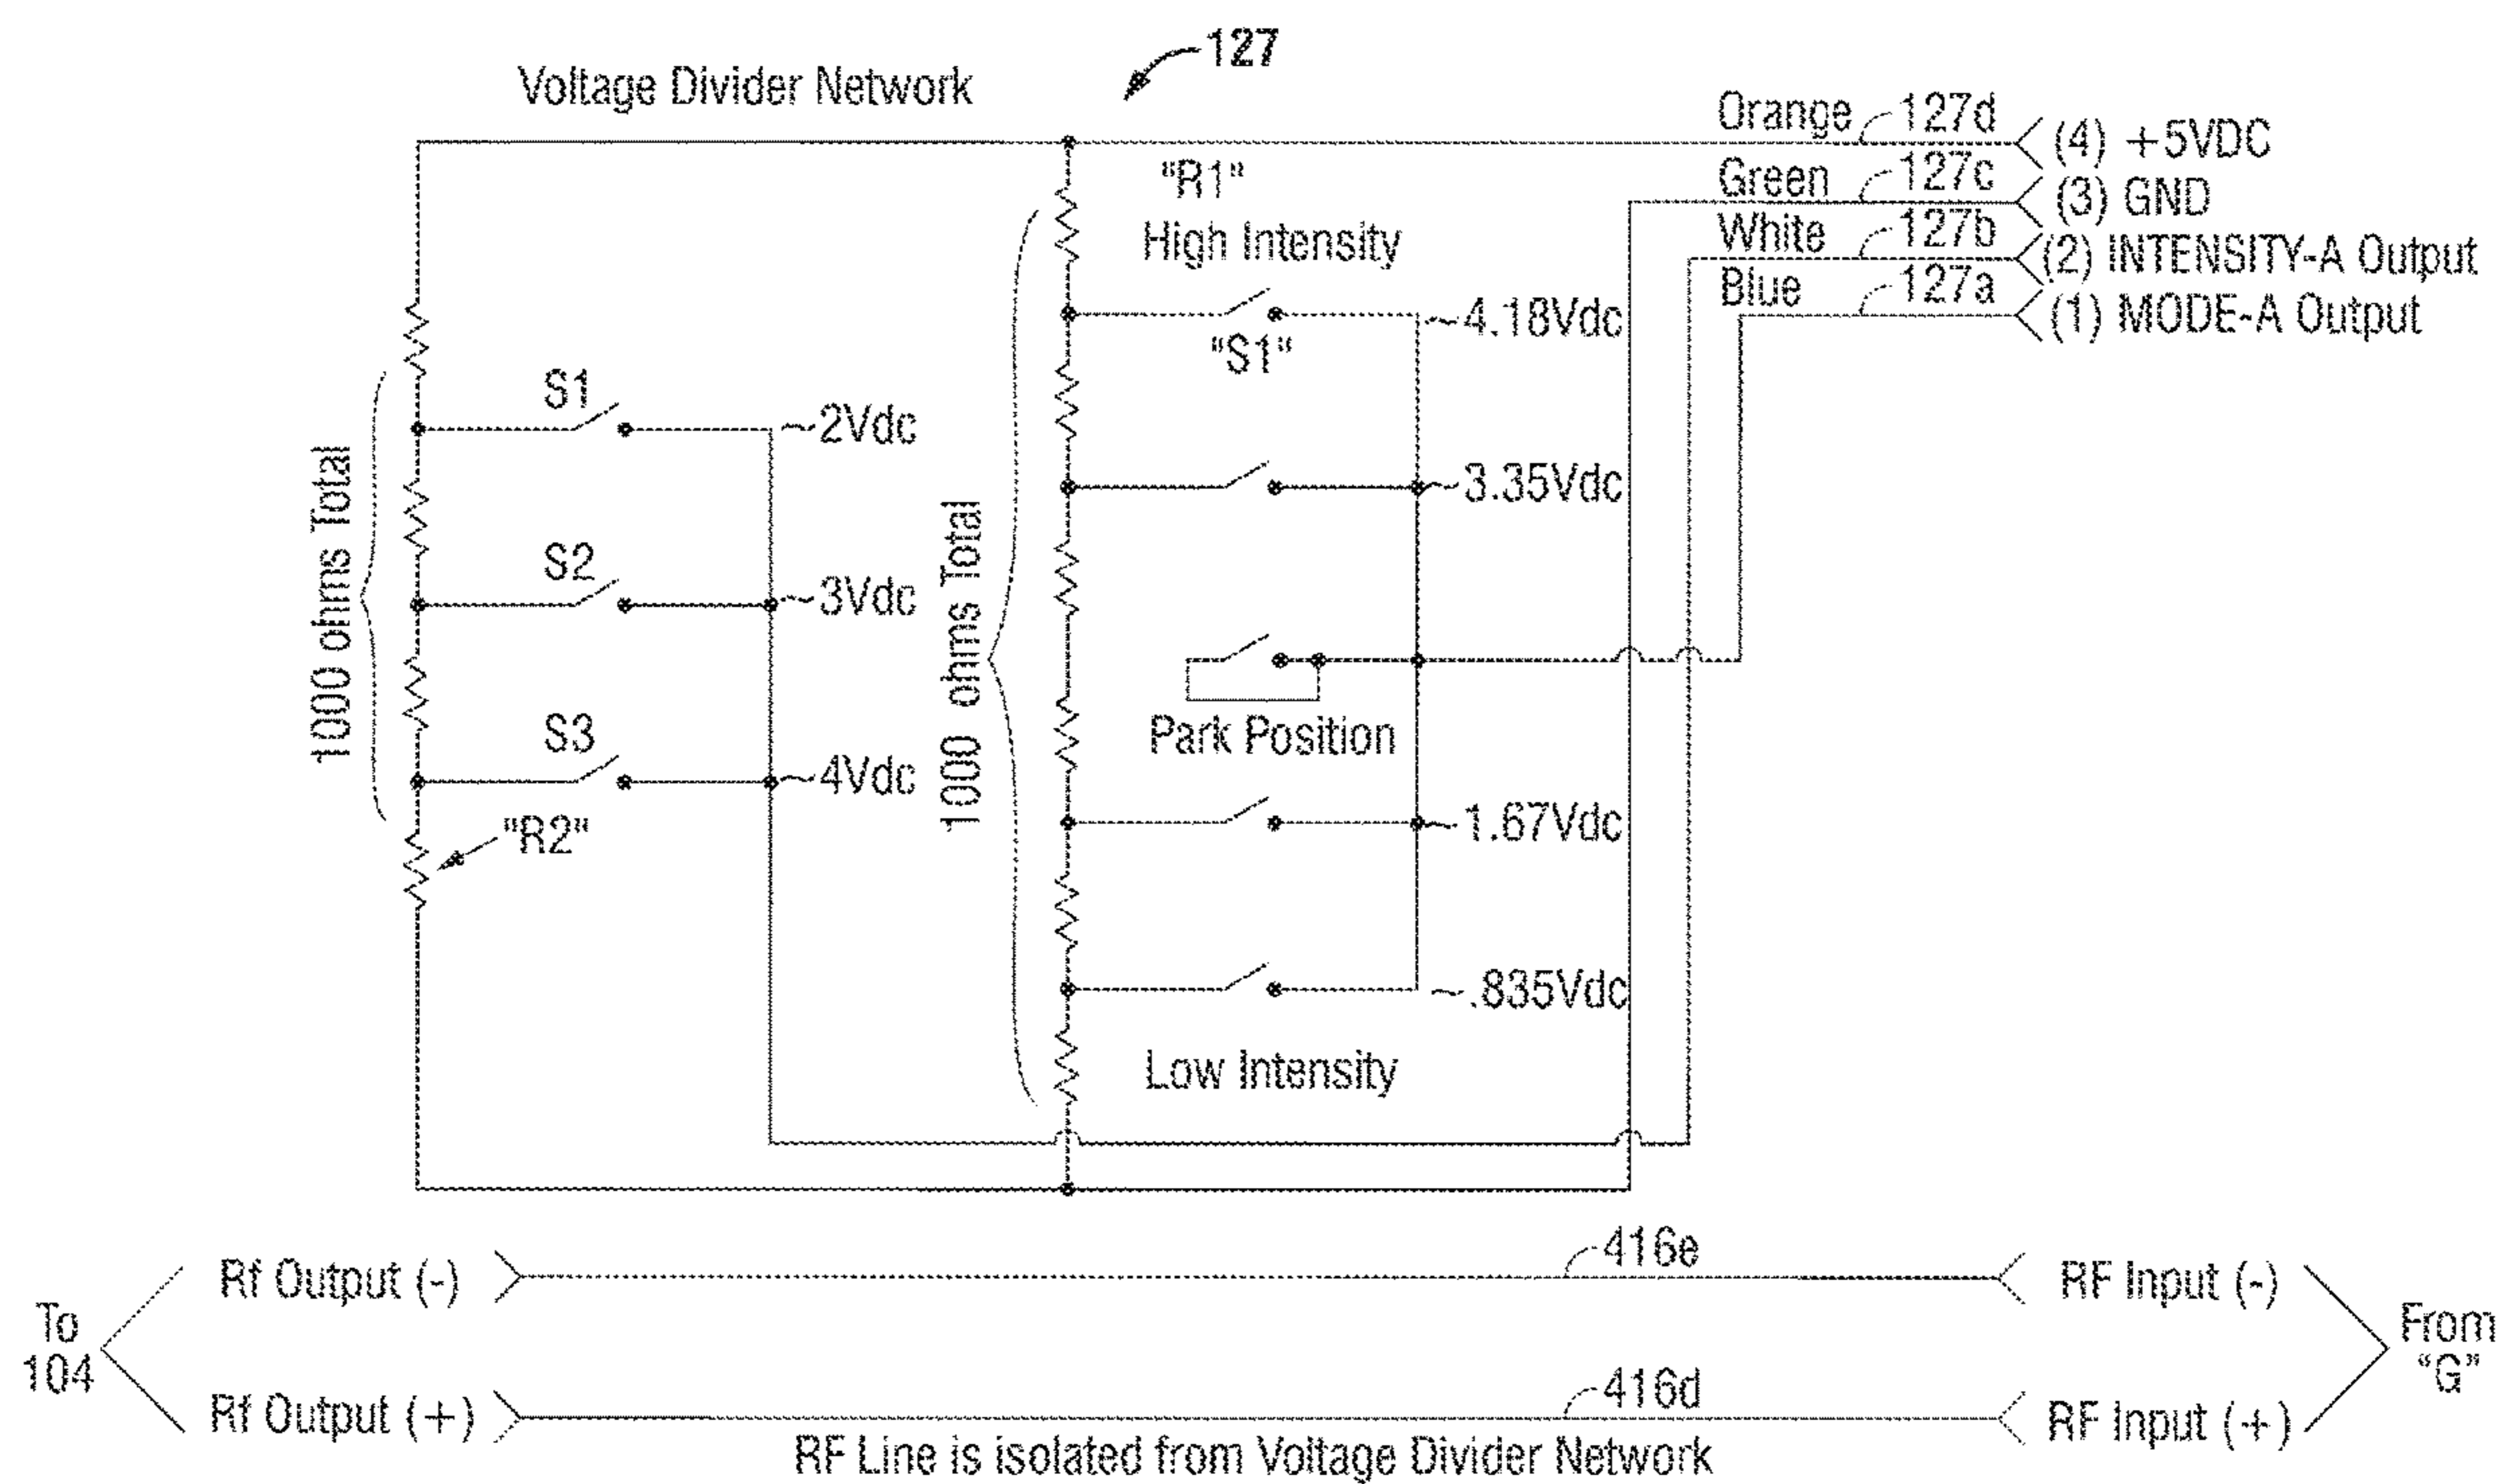 127
Voltage Divider Network
Orange 127d (4) +5VDC
Green 127c (3) GND
White 127b (2) INTENSITY-A Output
Blue 127a (1) MODE-A Output
"R1"
High Intensity
~4.18Vdc
"S1"
S1
~2Vdc
~3.35Vdc
1000 ohms Total
1000 ohms Total
S2
~3Vdc
Park Position
S3
~4Vdc
"R2"
~1.67Vdc
~.835Vdc
Low Intensity
416e
Rf Output (-)
RF Input (-)
To
104
From
"G"
416d
Rf Output (+)
RF Input (+)
RF Line is isolated from Voltage Divider Network